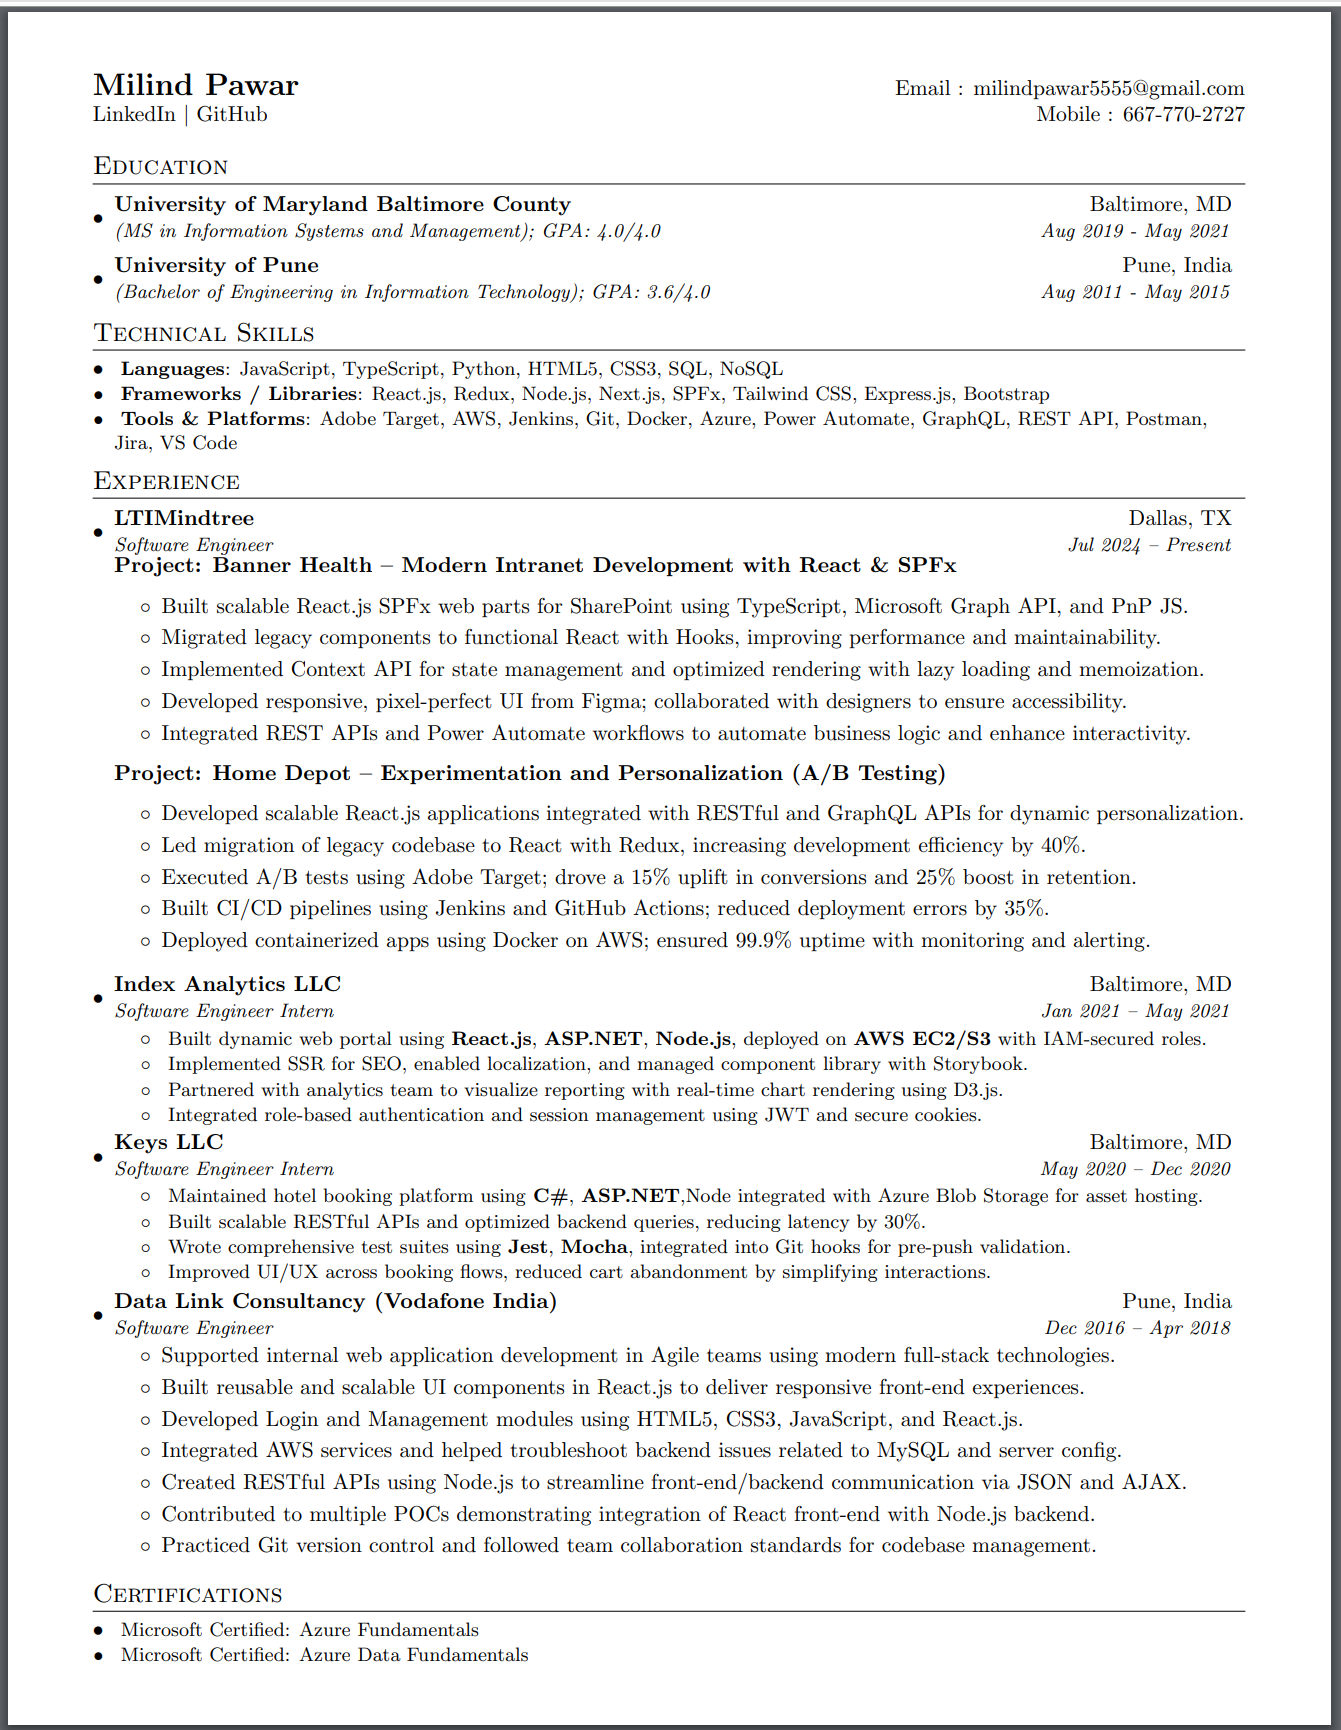 Milind Pawar
Email : milindpawar5555@gmail.com
LinkedIn | GitHub
Mobile : 667-770-2727
Education
• University of Maryland Baltimore County
Baltimore, MD
(MS in Information Systems and Management); GPA: 4.0/4.0
Aug 2019 - May 2021
• University of Pune
Pune, India
(Bachelor of Engineering in Information Technology); GPA: 3.6/4.0
Aug 2011 - May 2015
Technical Skills
• Languages: JavaScript, TypeScript, Python, HTML5, CSS3, SQL, NoSQL
• Frameworks / Libraries: React.js, Redux, Node.js, Next.js, SPFx, Tailwind CSS, Express.js, Bootstrap
• Tools & Platforms: Adobe Target, AWS, Jenkins, Git, Docker, Azure, Power Automate, GraphQL, REST API, Postman,
Jira, VS Code
Experience
• LTIMindtree
Dallas, TX
Software Engineer
Jul 2024 – Present
Project: Banner Health – Modern Intranet Development with React & SPFx
◦ Built scalable React.js SPFx web parts for SharePoint using TypeScript, Microsoft Graph API, and PnP JS.
◦ Migrated legacy components to functional React with Hooks, improving performance and maintainability.
◦ Implemented Context API for state management and optimized rendering with lazy loading and memoization.
◦ Developed responsive, pixel-perfect UI from Figma; collaborated with designers to ensure accessibility.
◦ Integrated REST APIs and Power Automate workflows to automate business logic and enhance interactivity.
Project: Home Depot – Experimentation and Personalization (A/B Testing)
◦ Developed scalable React.js applications integrated with RESTful and GraphQL APIs for dynamic personalization.
◦ Led migration of legacy codebase to React with Redux, increasing development efficiency by 40%.
◦ Executed A/B tests using Adobe Target; drove a 15% uplift in conversions and 25% boost in retention.
◦ Built CI/CD pipelines using Jenkins and GitHub Actions; reduced deployment errors by 35%.
◦ Deployed containerized apps using Docker on AWS; ensured 99.9% uptime with monitoring and alerting.
• Index Analytics LLC
Baltimore, MD
Software Engineer Intern
Jan 2021 – May 2021
◦ Built dynamic web portal using React.js, ASP.NET, Node.js, deployed on AWS EC2/S3 with IAM-secured roles.
◦ Implemented SSR for SEO, enabled localization, and managed component library with Storybook.
◦ Partnered with analytics team to visualize reporting with real-time chart rendering using D3.js.
◦ Integrated role-based authentication and session management using JWT and secure cookies.
• Keys LLC
Baltimore, MD
Software Engineer Intern
May 2020 – Dec 2020
◦ Maintained hotel booking platform using C#, ASP.NET,Node integrated with Azure Blob Storage for asset hosting.
◦ Built scalable RESTful APIs and optimized backend queries, reducing latency by 30%.
◦ Wrote comprehensive test suites using Jest, Mocha, integrated into Git hooks for pre-push validation.
◦ Improved UI/UX across booking flows, reduced cart abandonment by simplifying interactions.
• Data Link Consultancy (Vodafone India)
Pune, India
Software Engineer
Dec 2016 – Apr 2018
◦ Supported internal web application development in Agile teams using modern full-stack technologies.
◦ Built reusable and scalable UI components in React.js to deliver responsive front-end experiences.
◦ Developed Login and Management modules using HTML5, CSS3, JavaScript, and React.js.
◦ Integrated AWS services and helped troubleshoot backend issues related to MySQL and server config.
◦ Created RESTful APIs using Node.js to streamline front-end/backend communication via JSON and AJAX.
◦ Contributed to multiple POCs demonstrating integration of React front-end with Node.js backend.
◦ Practiced Git version control and followed team collaboration standards for codebase management.
Certifications
• Microsoft Certified: Azure Fundamentals
• Microsoft Certified: Azure Data Fundamentals